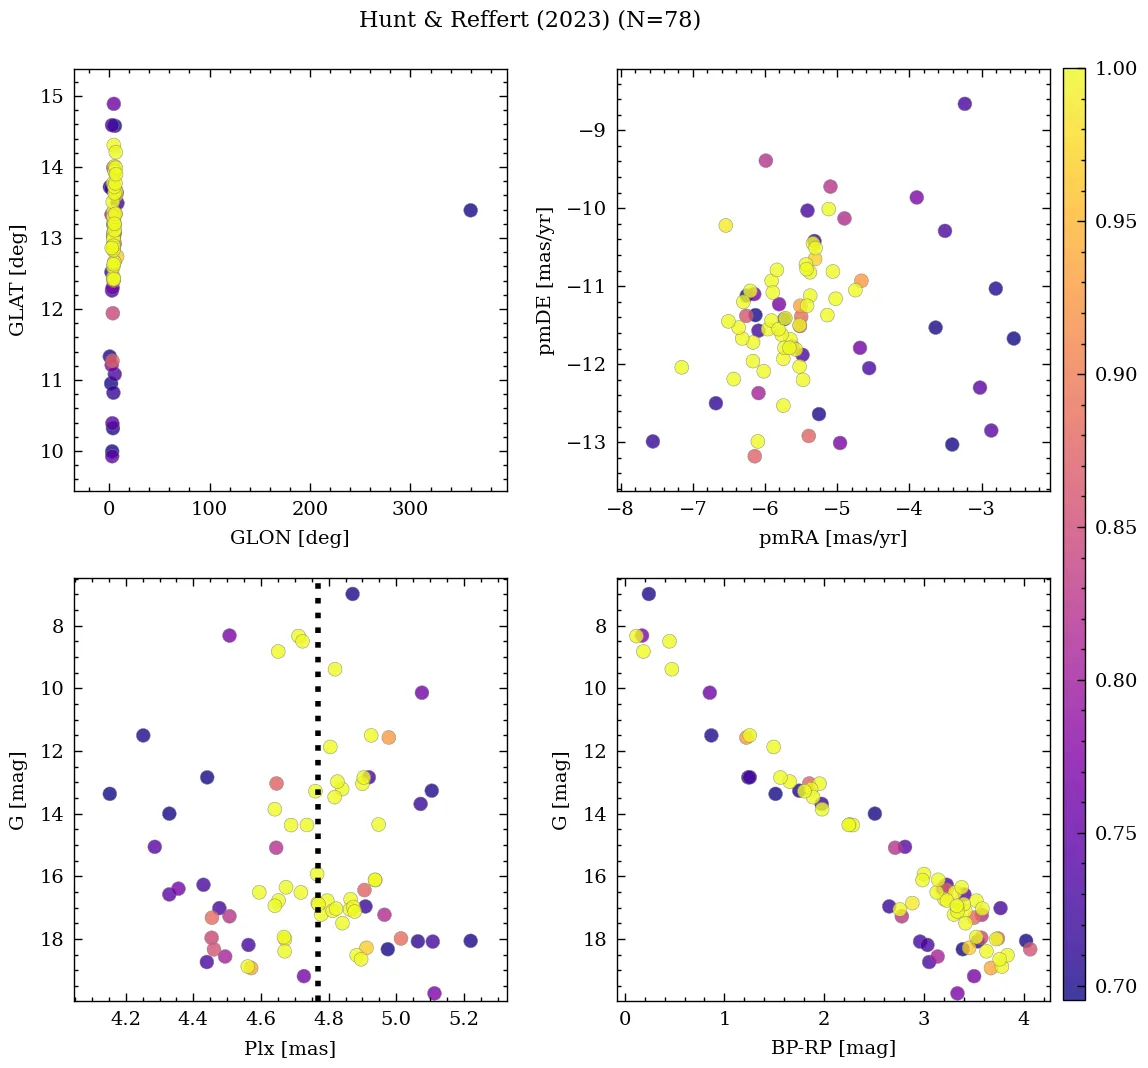 Hunt & Reffert (2023) (N=78)
15
14
13
12
11
10
GLAT [deg]
0 100 200 300
GLON [deg]
−9
−10
−11
−12
−13
pmDE [mas/yr]
−8 −7 −6 −5 −4 −3
pmRA [mas/yr]
8
10
12
14
16
18
G [mag]
4.2 4.4 4.6 4.8 5.0 5.2
Plx [mas]
8
10
12
14
16
18
G [mag]
0 1 2 3 4
BP-RP [mag]
1.00
0.95
0.90
0.85
0.80
0.75
0.70